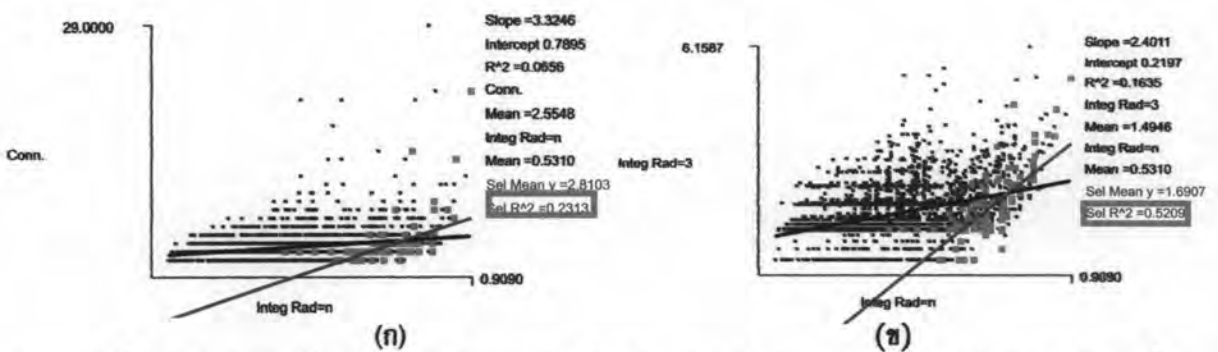 29.0000
Slope =3.3246
Intercept 0.7895
R^2 =0.0656
Conn.
Mean =2.5548
Integ Rad=n
Mean =0.5310
Sel Mean y =2.8103
Sel R^2 =0.2313
Conn.
0.9090
Integ Rad=n
(ก)
6.1587
Slope =2.4011
Intercept 0.2197
R^2 =0.1635
Integ Rad=3
Mean =1.4946
Integ Rad=n
Mean =0.5310
Sel Mean y =1.6907
Sel R^2 =0.5209
Integ Rad=3
0.9090
Integ Rad=n
(ข)